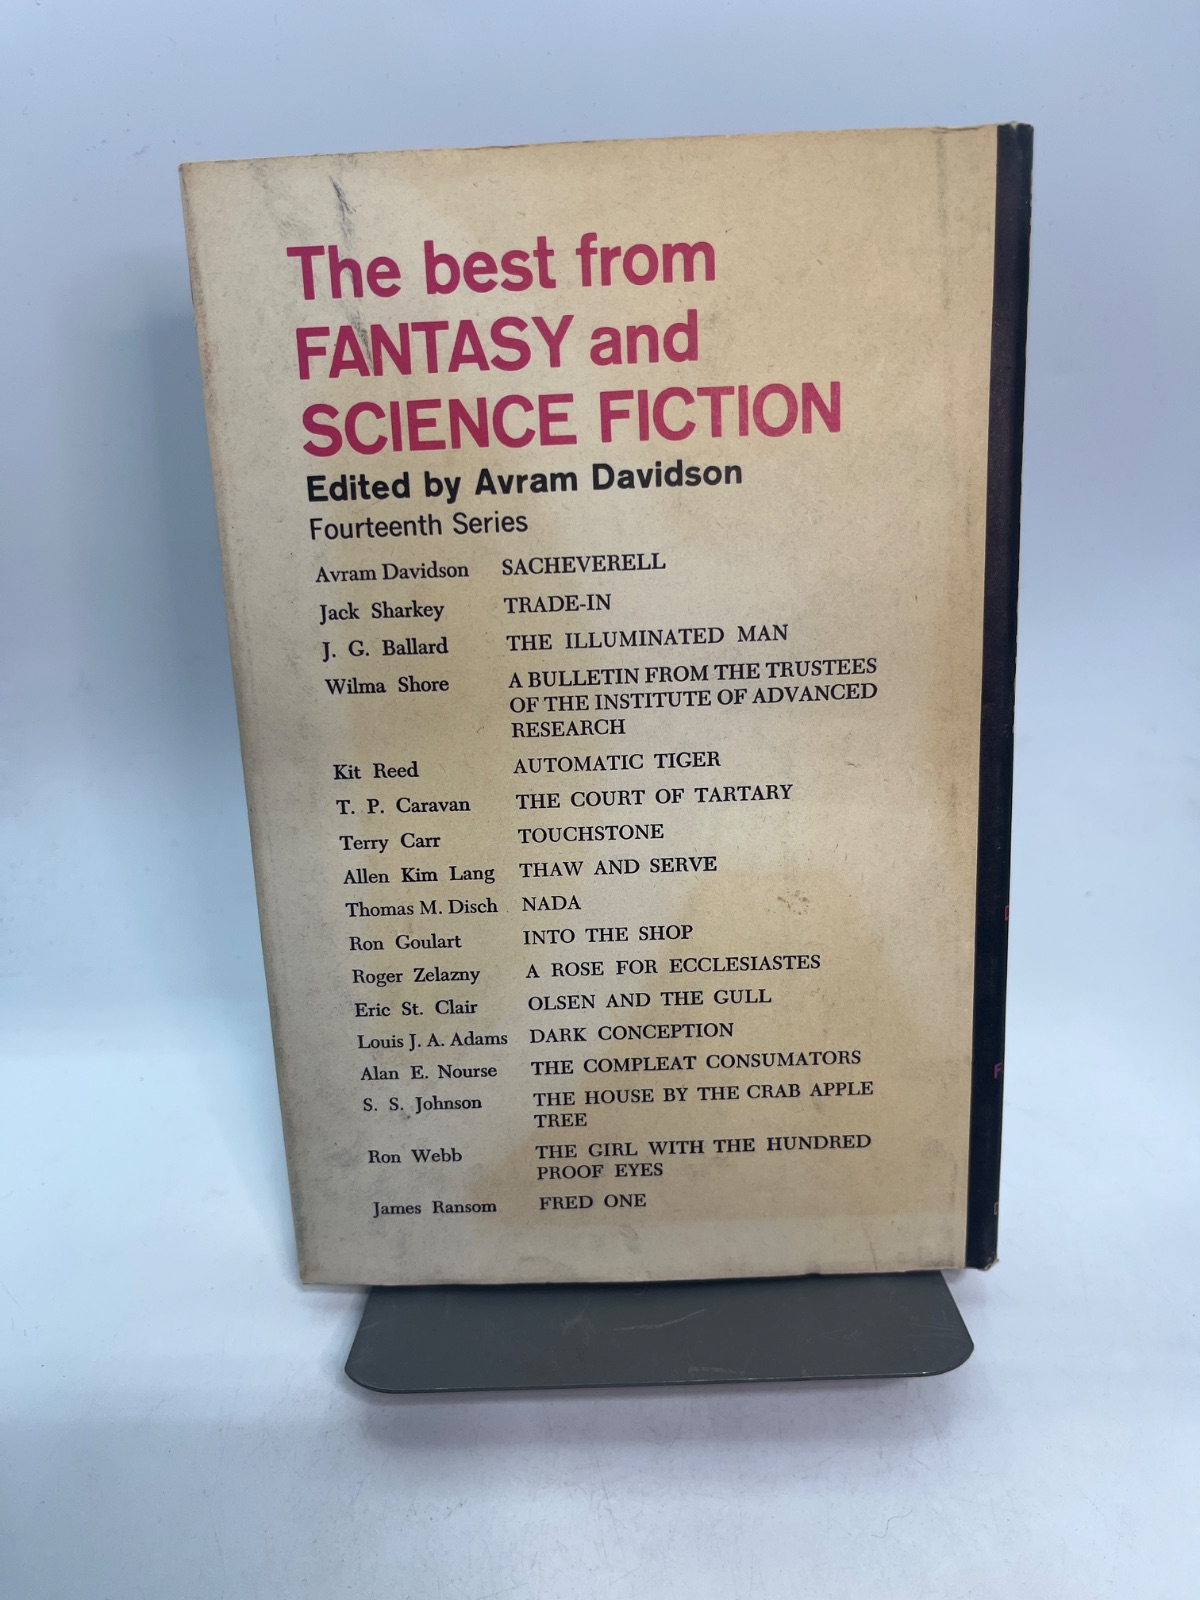 The best from
FANTASY and
SCIENCE FICTION
Edited by Avram Davidson
Fourteenth Series
Avram Davidson SACHEVERELL
Jack Sharkey TRADE-IN
J. G. Ballard THE ILLUMINATED MAN
Wilma Shore A BULLETIN FROM THE TRUSTEES
OF THE INSTITUTE OF ADVANCED
RESEARCH
Kit Reed AUTOMATIC TIGER
T. P. Caravan THE COURT OF TARTARY
Terry Carr TOUCHSTONE
Allen Kim Lang THAW AND SERVE
Thomas M. Disch NADA
Ron Goulart INTO THE SHOP
Roger Zelazny A ROSE FOR ECCLESIASTES
Eric St. Clair OLSEN AND THE GULL
Louis J. A. Adams DARK CONCEPTION
Alan E. Nourse THE COMPLEAT CONSUMATORS
S. S. Johnson THE HOUSE BY THE CRAB APPLE
TREE
Ron Webb THE GIRL WITH THE HUNDRED
PROOF EYES
James Ransom FRED ONE